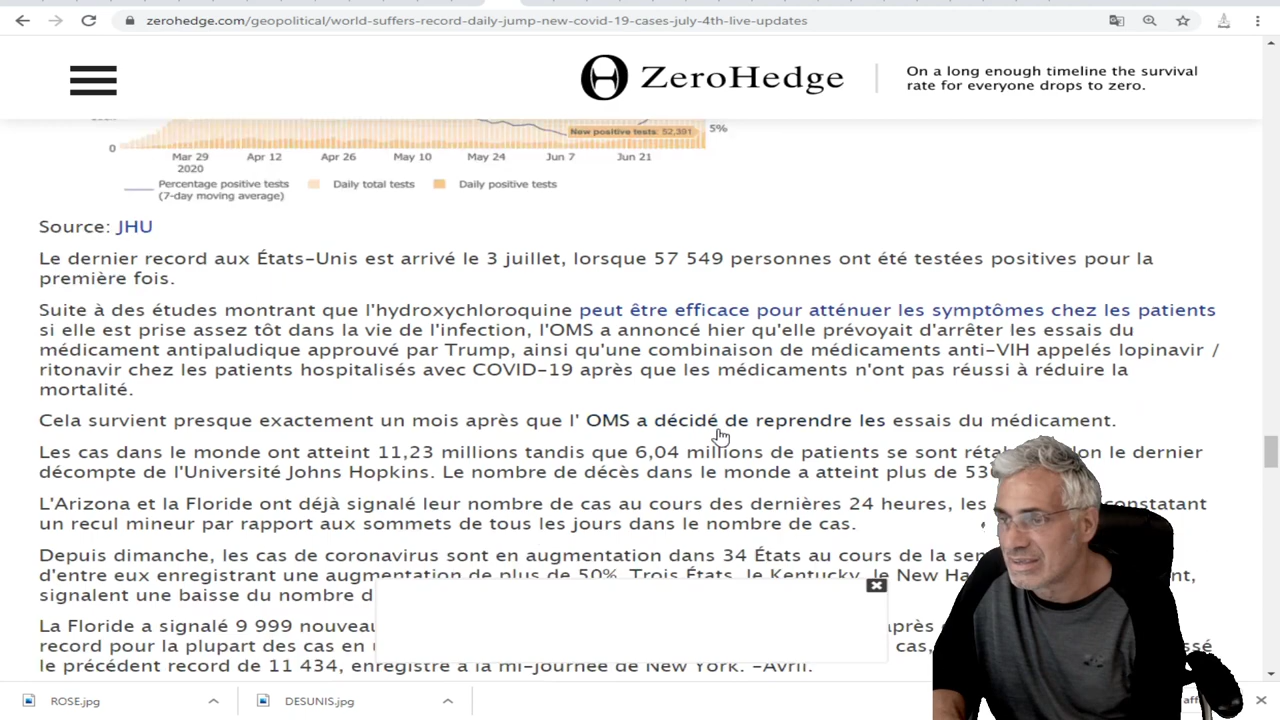 zerohedge.com/geopolitical/world-suffers-record-daily-jump-new-covid-19-cases-july-4th-live-updates
ZeroHedge
On a long enough timeline the survival
rate for everyone drops to zero.
New positive tests: 52,391
5%
0
Mar 29 Apr 12 Apr 26 May 10 May 24 Jun 7 Jun 21
2020
Percentage positive tests Daily total tests Daily positive tests
(7-day moving average)
Source: JHU
Le dernier record aux États-Unis est arrivé le 3 juillet, lorsque 57 549 personnes ont été testées positives pour la
première fois.
Suite à des études montrant que l'hydroxychloroquine peut être efficace pour atténuer les symptômes chez les patients
si elle est prise assez tôt dans la vie de l'infection, l'OMS a annoncé hier qu'elle prévoyait d'arrêter les essais du
médicament antipaludique approuvé par Trump, ainsi qu'une combinaison de médicaments anti-VIH appelés lopinavir /
ritonavir chez les patients hospitalisés avec COVID-19 après que les médicaments n'ont pas réussi à réduire la
mortalité.
Cela survient presque exactement un mois après que l' OMS a décidé de reprendre les essais du médicament.
Les cas dans le monde ont atteint 11,23 millions tandis que 6,04 millions de patients se sont le dernier
décompte de l'Université Johns Hopkins. Le nombre de décès dans le monde a atteint plus de
L'Arizona et la Floride ont déjà signalé leur nombre de cas au cours des dernières 24 heures, les constatant
un recul mineur par rapport aux sommets de tous les jours dans le nombre de cas.
Depuis dimanche, les cas de coronavirus sont en augmentation dans 34 États au cours de la
d'entre eux enregistrant une augmentation de plus de 50%. Trois États, le Kentucky, le New
signalent une baisse du nombre
La Floride a signalé 9 999
record pour la plupart des cas en cas,
le précédent record de 11 434, enregistré à la mi-journée de New York. -Avril.
ROSE.jpg DESUNIS.jpg